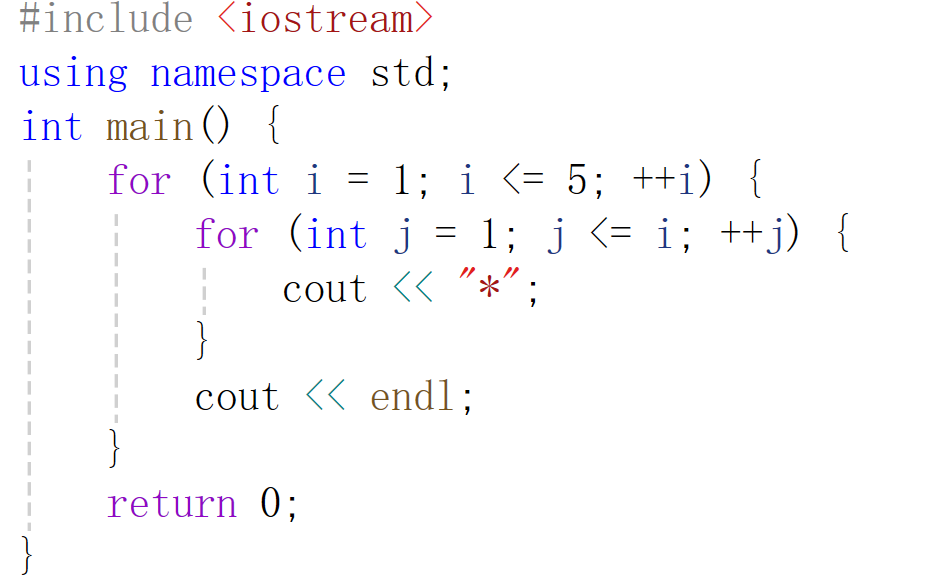 #include <iostream>
using namespace std;
int main() {
    for (int i = 1; i <= 5; ++i) {
        for (int j = 1; j <= i; ++j) {
            cout << "*";
        }
        cout << endl;
    }
    return 0;
}